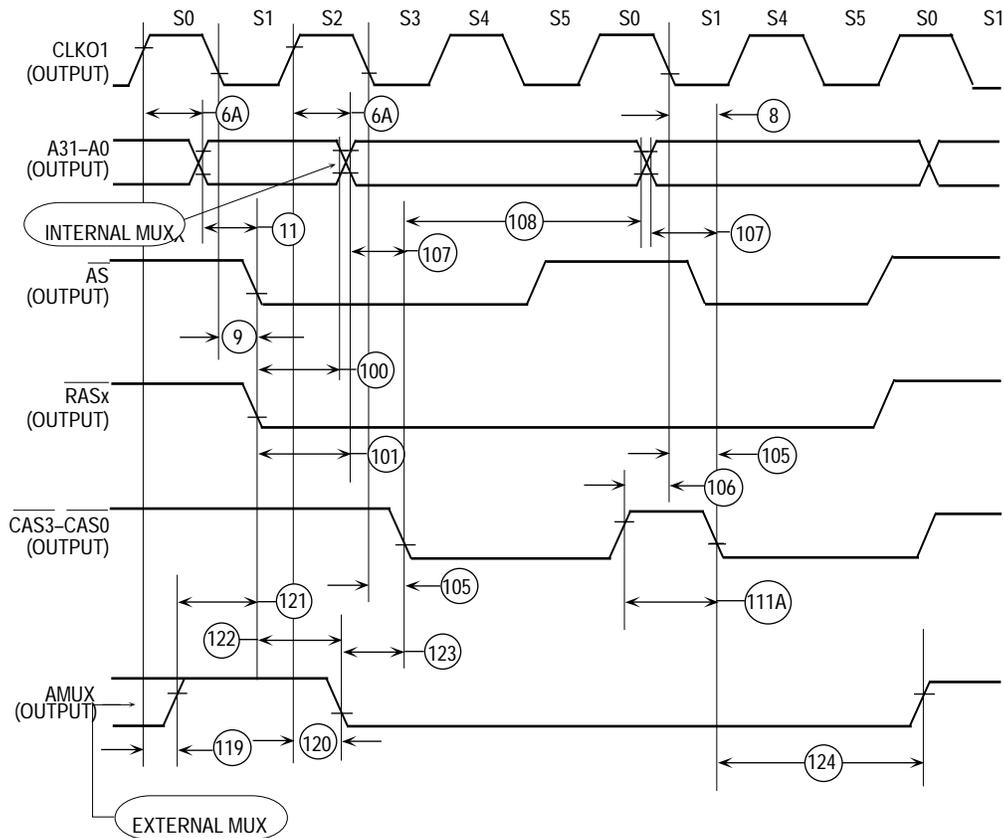 S0 S1 S2 S3 S4 S5 S0 S1 S4 S5 S0 S1
CLKO1
(OUTPUT)
6A 6A 8
A31–A0
(OUTPUT)
INTERNAL MUX
11 108 107 107
AS
(OUTPUT)
9
100
RASx
(OUTPUT)
101 105
106
CAS3–CAS0
(OUTPUT)
105
121 111A
122 123
AMUX
(OUTPUT)
119 120 124
EXTERNAL MUX